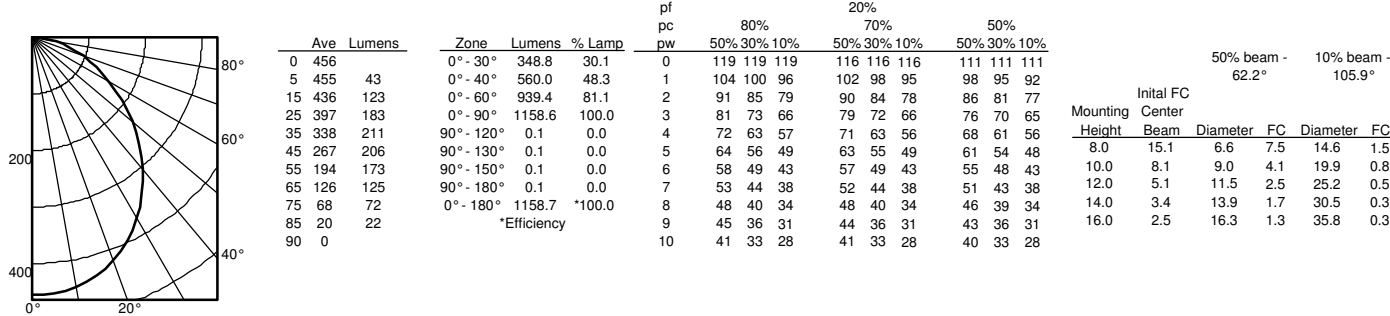 80°
60°
40°
20°
0°
200
400
Ave Lumens
0 456
5 455 43
15 436 123
25 397 183
35 338 211
45 267 206
55 194 173
65 126 125
75 68 72
85 20 22
90 0
Zone Lumens % Lamp
0° - 30° 348.8 30.1
0° - 40° 560.0 48.3
0° - 60° 939.4 81.1
0° - 90° 1158.6 100.0
90° - 120° 0.1 0.0
90° - 130° 0.1 0.0
90° - 150° 0.1 0.0
90° - 180° 0.1 0.0
0° - 180° 1158.7 *100.0
*Efficiency
pf 20%
pc 80% 70% 50%
pw 50% 30% 10% 50% 30% 10% 50% 30% 10%
0 119 119 119 116 116 116 111 111 111
1 104 100 96 102 98 95 98 95 92
2 91 85 79 90 84 78 86 81 77
3 81 73 66 79 72 66 76 70 65
4 72 63 57 71 63 56 68 61 56
5 64 56 49 63 55 49 61 54 48
6 58 49 43 57 49 43 55 48 43
7 53 44 38 52 44 38 51 43 38
8 48 40 34 48 40 34 46 39 34
9 45 36 31 44 36 31 43 36 31
10 41 33 28 41 33 28 40 33 28
50% beam - 10% beam -
62.2° 105.9°
Inital FC
Mounting Center
Height Beam Diameter FC Diameter FC
8.0 15.1 6.6 7.5 14.6 1.5
10.0 8.1 9.0 4.1 19.9 0.8
12.0 5.1 11.5 2.5 25.2 0.5
14.0 3.4 13.9 1.7 30.5 0.3
16.0 2.5 16.3 1.3 35.8 0.3